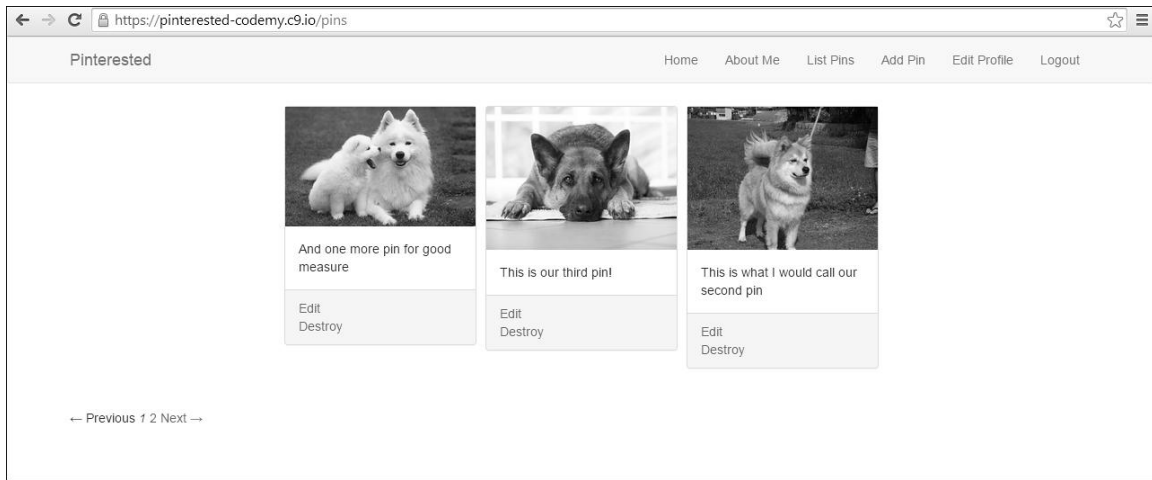 https://pinterested-codemy.c9.io/pins
Pinterested Home About Me List Pins Add Pin Edit Profile Logout
And one more pin for good
measure
Edit
Destroy
This is our third pin!
Edit
Destroy
This is what I would call our
second pin
Edit
Destroy
← Previous 1 2 Next →